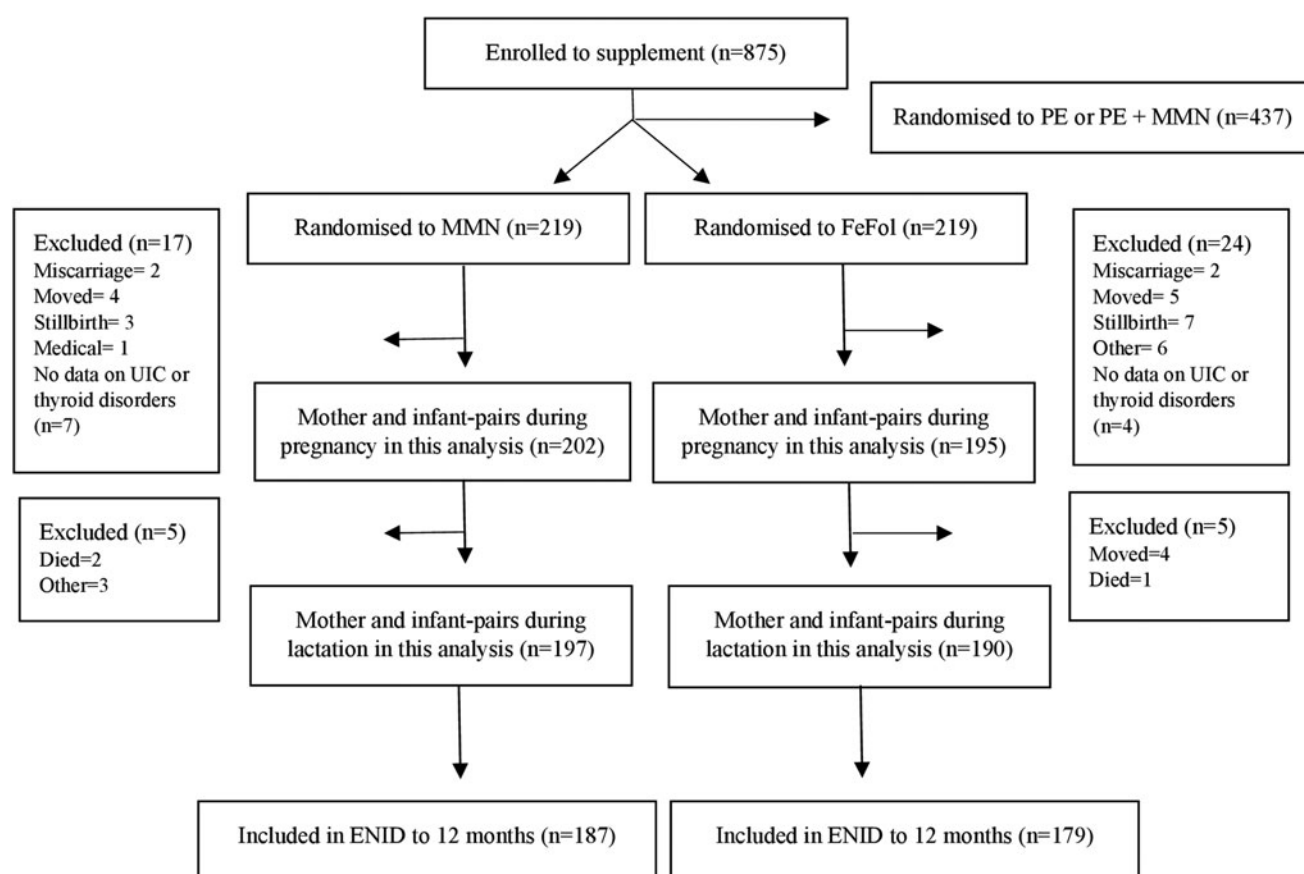 Enrolled to supplement (n=875)
Randomised to PE or PE + MMN (n=437)
Randomised to MMN (n=219)
Randomised to FeFol (n=219)
Excluded (n=17)
Miscarriage= 2
Moved= 4
Stillbirth= 3
Medical= 1
No data on UIC or
thyroid disorders
(n=7)
Excluded (n=24)
Miscarriage= 2
Moved= 5
Stillbirth= 7
Other= 6
No data on UIC or
thyroid disorders
(n=4)
Mother and infant-pairs during
pregnancy in this analysis (n=202)
Mother and infant-pairs during
pregnancy in this analysis (n=195)
Excluded (n=5)
Died=2
Other=3
Excluded (n=5)
Moved=4
Died=1
Mother and infant-pairs during
lactation in this analysis (n=197)
Mother and infant-pairs during
lactation in this analysis (n=190)
Included in ENID to 12 months (n=187)
Included in ENID to 12 months (n=179)